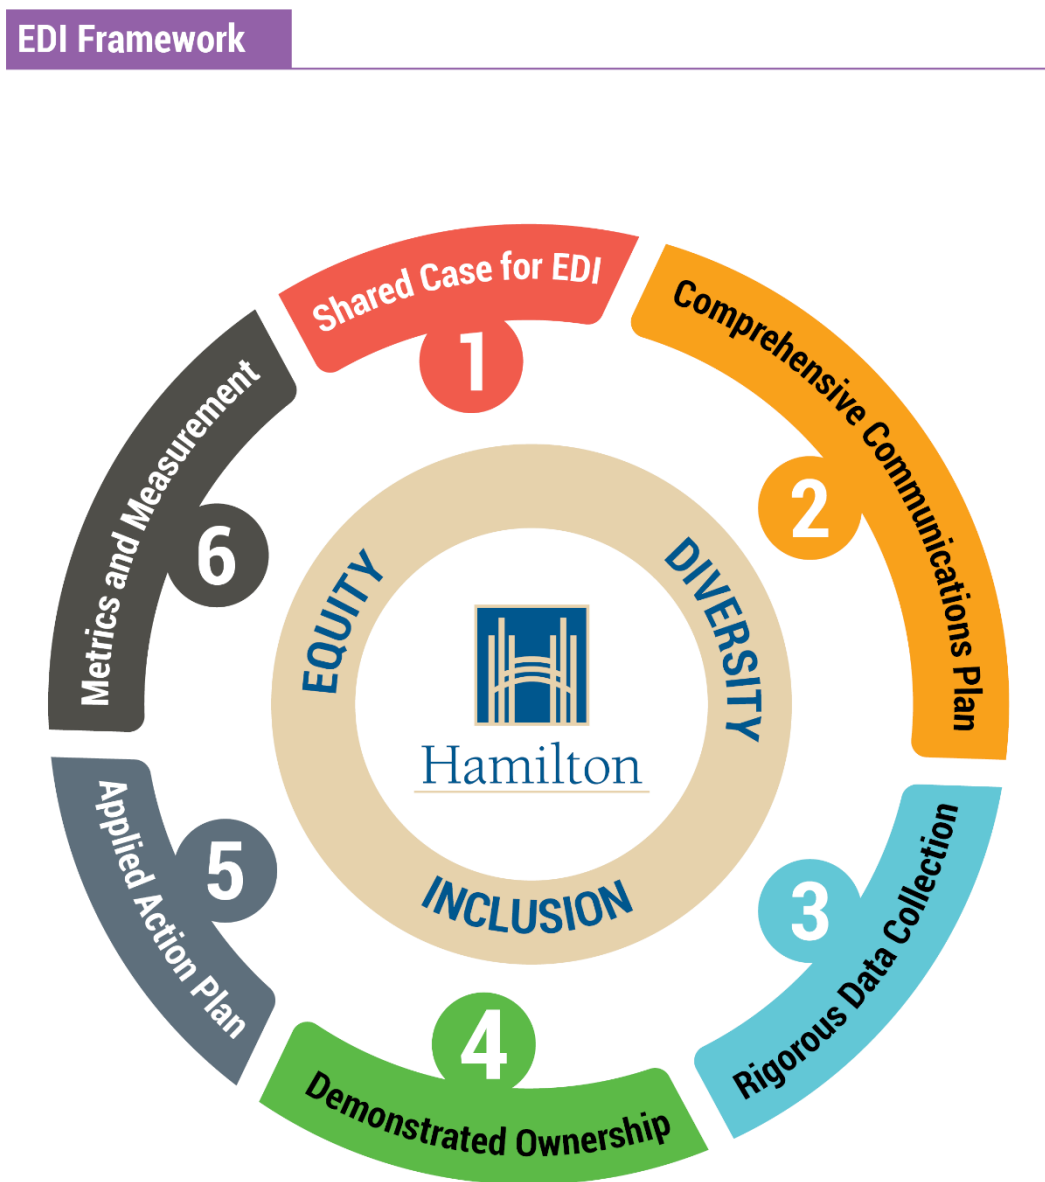 EDI Framework
Shared Case for EDI
1
Comprehensive Communications Plan
2
Rigorous Data Collection
3
Demonstrated Ownership
4
Applied Action Plan
5
Metrics and Measurement
6
EQUITY
DIVERSITY
INCLUSION
Hamilton